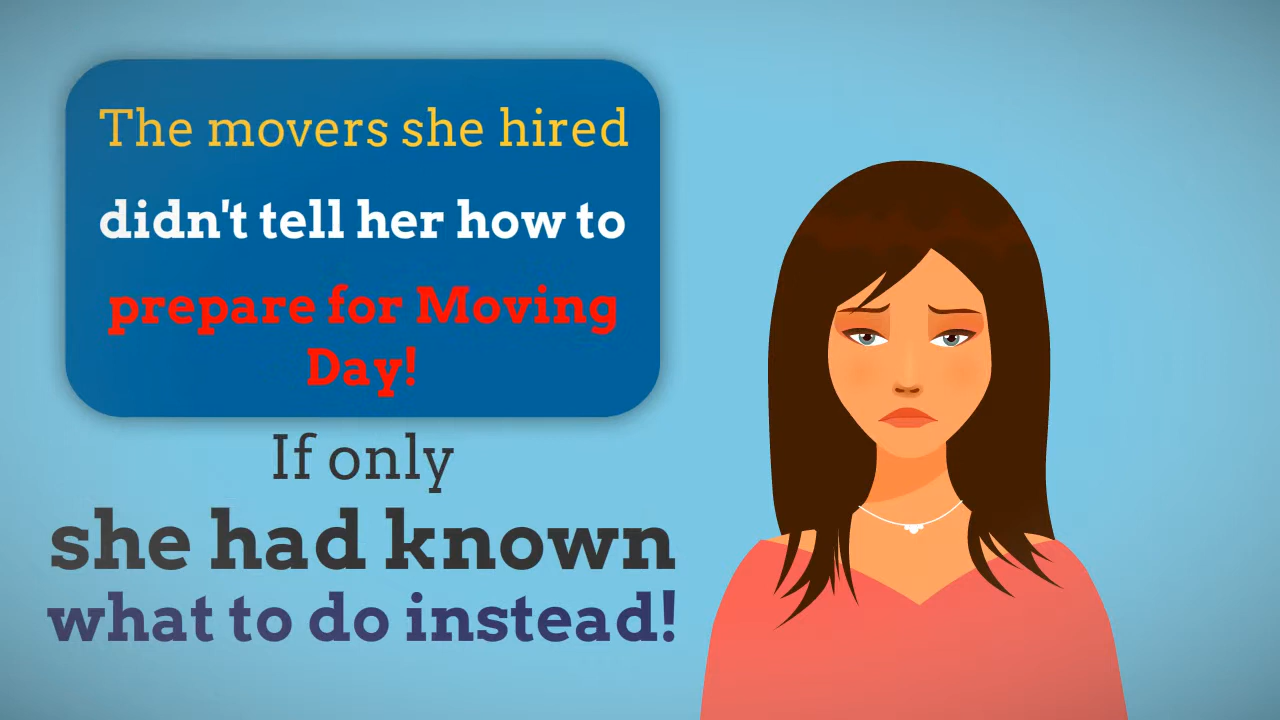 The movers she hired
didn't tell her how to
prepare for Moving
Day!
If only
she had known
what to do instead!